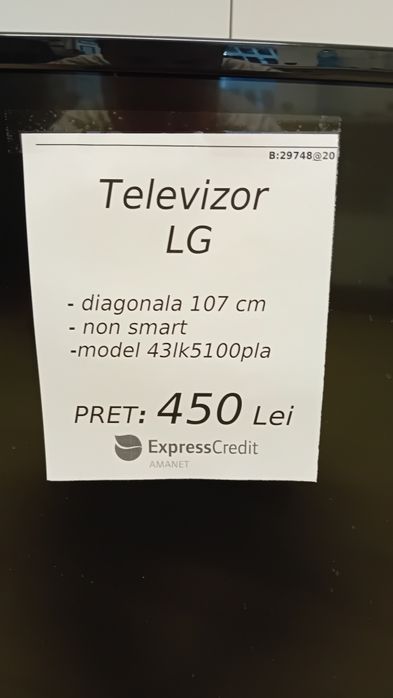 B:29748@20
Televizor
LG
- diagonala 107 cm
- non smart
-model 43lk5100pla
PRET: 450 Lei
ExpressCredit
AMANET